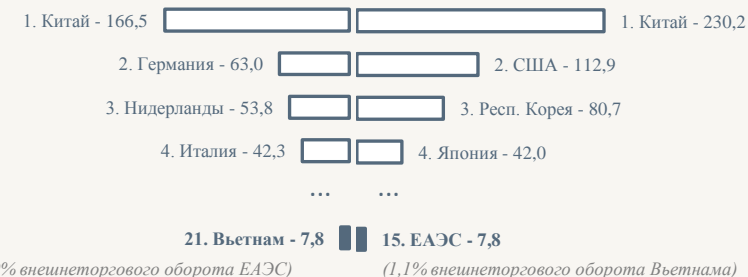 1. Китай - 166,5 1. Китай - 230,2
2. Германия - 63,0 2. США - 112,9
3. Нидерланды - 53,8 3. Респ. Корея - 80,7
4. Италия - 42,3 4. Япония - 42,0
... ...
21. Вьетнам - 7,8 15. ЕАЭС - 7,8
% внешнеторгового оборота ЕАЭС) (1,1% внешнеторгового оборота Вьетнама)